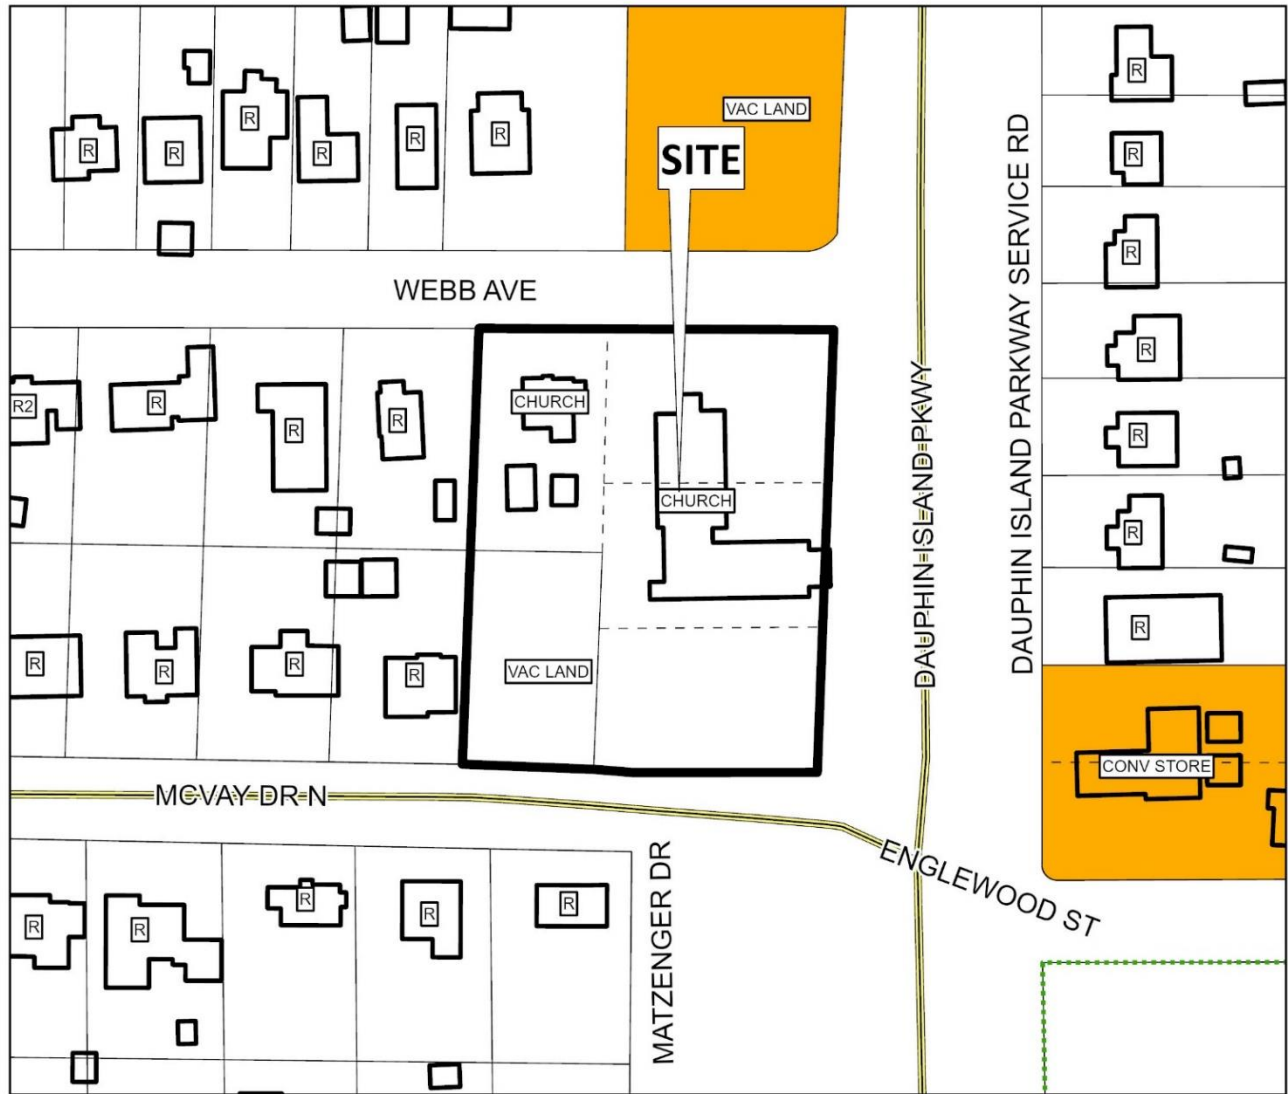 R
VAC LAND
R
R
R
R
R
R
R
SITE
R
DAUPHIN ISLAND PARKWAY SERVICE RD
R
WEBB AVE
R
R2
R
R
R
CHURCH
DAUPHIN ISLAND PKWY
R
CHURCH
R
R
R
R
R
R
VAC LAND
CONV STORE
MCVAY DR N
ENGLEWOOD ST
R
R
R
R
R
MATZENGER DR